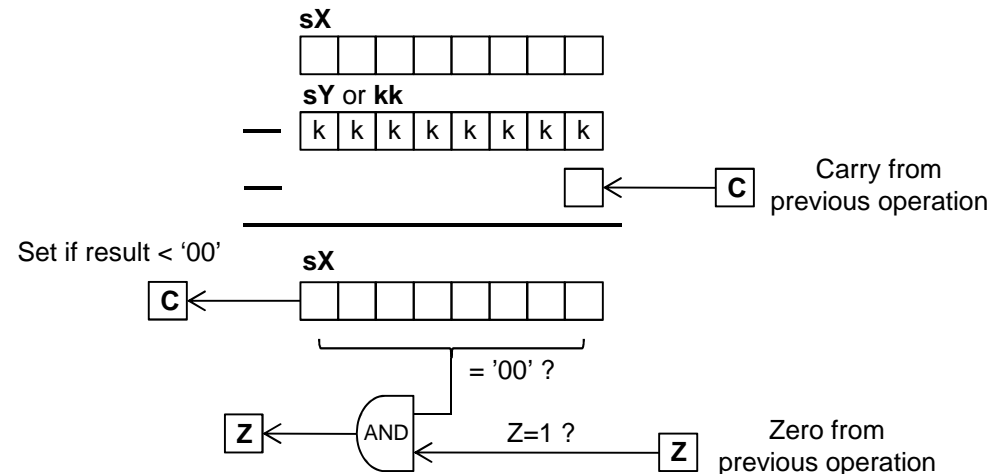 sX
sY or kk
k k k k k k k k
C
Carry from
previous operation
Set if result < ‘00’
sX
C
= ’00’ ?
Z
AND
Z=1 ?
Z
Zero from
previous operation